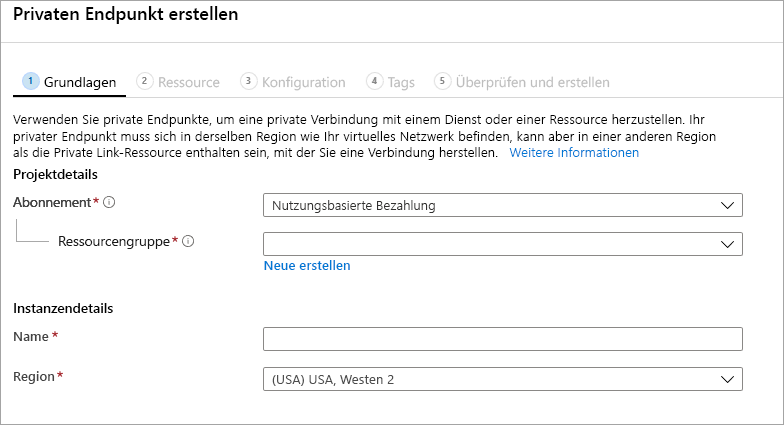 Privaten Endpunkt erstellen
1 Grundlagen 2 Ressource 3 Konfiguration 4 Tags 5 Überprüfen und erstellen
Verwenden Sie private Endpunkte, um eine private Verbindung mit einem Dienst oder einer Ressource herzustellen. Ihr
privater Endpunkt muss sich in derselben Region wie Ihr virtuelles Netzwerk befinden, kann aber in einer anderen Region
als die Private Link-Ressource enthalten sein, mit der Sie eine Verbindung herstellen. Weitere Informationen
Projektdetails
Abonnement* Nutzungsbasierte Bezahlung
Ressourcengruppe*
Neue erstellen
Instanzendetails
Name *
Region* (USA) USA, Westen 2